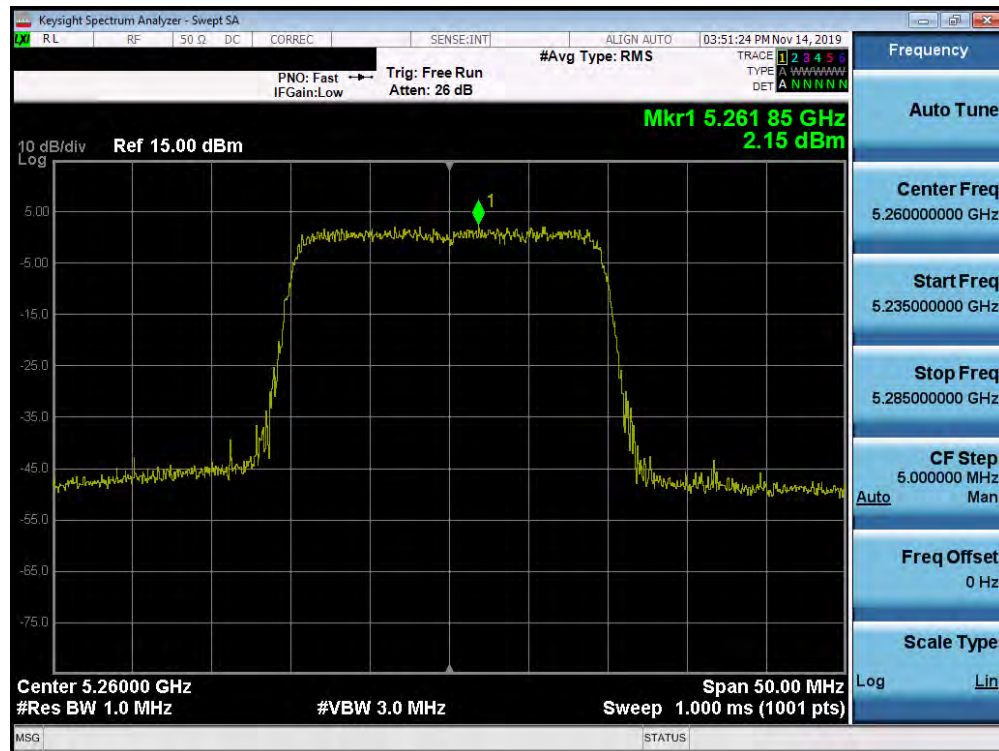 Keysight Spectrum Analyzer - Swept SA
LXI RL RF 50 Ω DC CORREC SENSE:INT ALIGN AUTO 03:51:24 PM Nov 14, 2019
#Avg Type: RMS
TRACE 1 2 3 4 5 6
PNO: Fast Trig: Free Run
TYPE A WWWWW
IFGain:Low Atten: 26 dB
DET A N N N N N
Frequency
Mkr1 5.261 85 GHz
2.15 dBm
10 dB/div Ref 15.00 dBm
Log
1
5.00
-5.00
-15.0
-25.0
-35.0
-45.0
-55.0
-65.0
-75.0
Center 5.26000 GHz
Span 50.00 MHz
#Res BW 1.0 MHz
#VBW 3.0 MHz
Sweep 1.000 ms (1001 pts)
Auto Tune
Center Freq
5.260000000 GHz
Start Freq
5.235000000 GHz
Stop Freq
5.285000000 GHz
CF Step
5.000000 MHz
Auto Man
Freq Offset
0 Hz
Scale Type
Log Lin
MSG STATUS